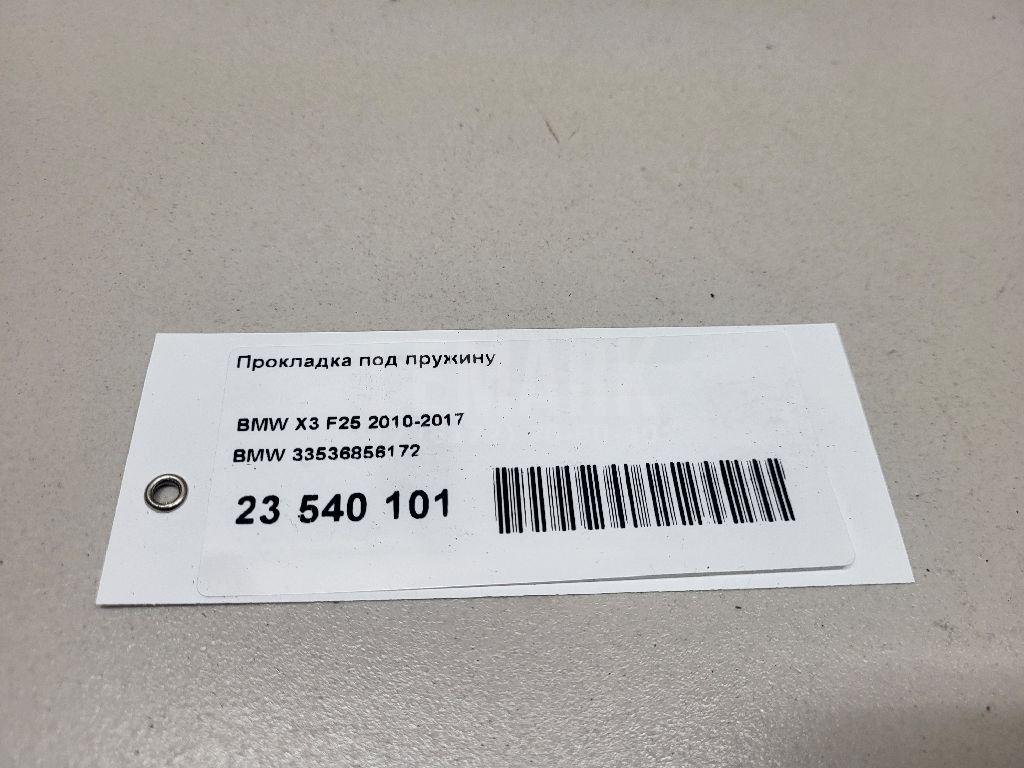 Прокладка под пружину
BMW X3 F25 2010-2017
BMW 33536856172
23 540 101